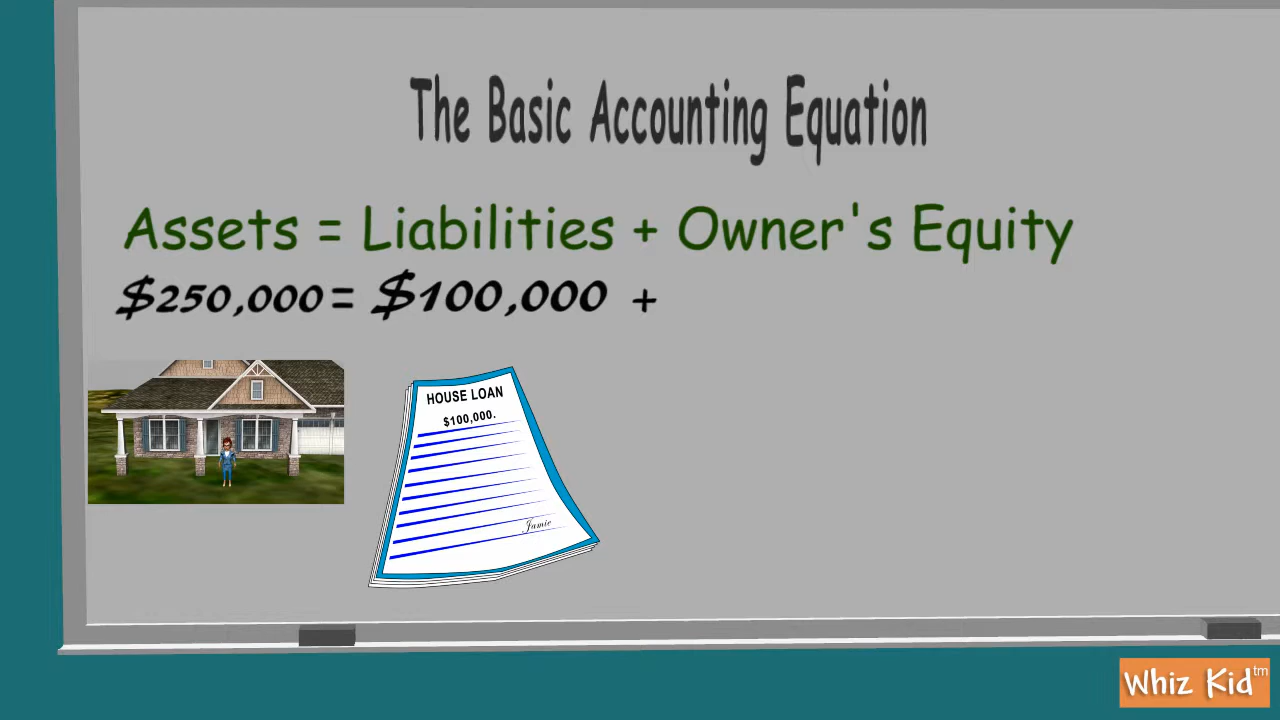 The Basic Accounting Equation
Assets = Liabilities + Owner's Equity
$250,000 = $100,000 +
HOUSE LOAN
$100,000.
Jamie
Whiz Kid™